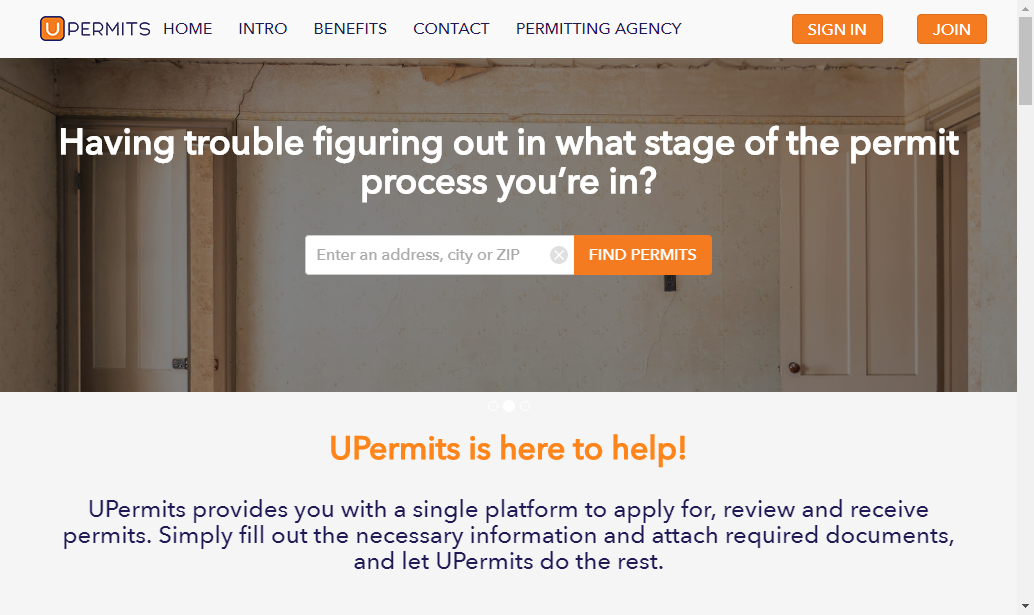 UPERMITS HOME INTRO BENEFITS CONTACT PERMITTING AGENCY SIGN IN JOIN
Having trouble figuring out in what stage of the permit
process you’re in?
Enter an address, city or ZIP FIND PERMITS
UPermits is here to help!
UPermits provides you with a single platform to apply for, review and receive
permits. Simply fill out the necessary information and attach required documents,
and let UPermits do the rest.